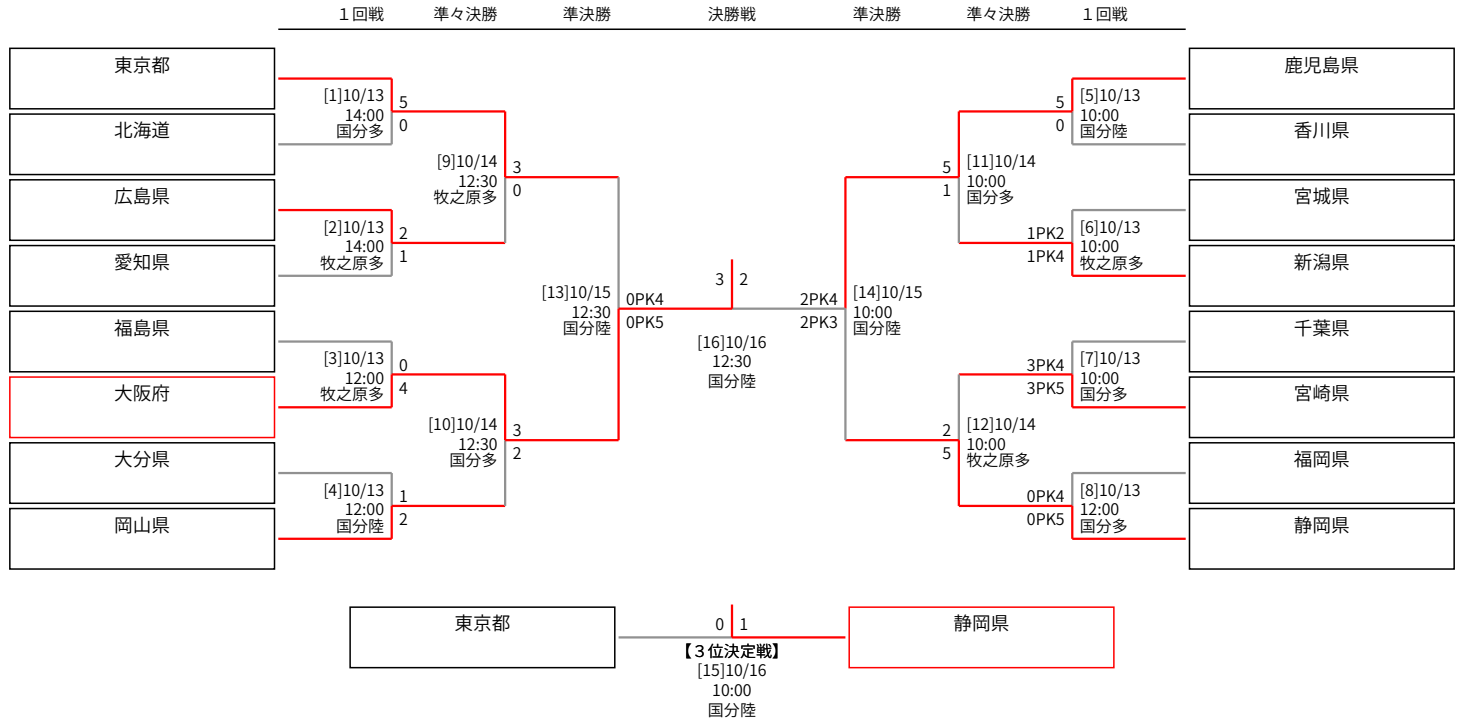 １回戦 準々決勝 準決勝 決勝戦 準決勝 準々決勝 １回戦
東京都
[1]10/13
14:00
国分多
5
0
北海道
[9]10/14
12:30
牧之原多
3
0
広島県
[2]10/13
14:00
牧之原多
2
1
愛知県
[13]10/15
12:30
国分陸
0PK4
0PK5
福島県
[3]10/13
12:00
牧之原多
0
4
大阪府
[10]10/14
12:30
国分多
3
2
大分県
[4]10/13
12:00
国分陸
1
2
岡山県
3 2
[16]10/16
12:30
国分陸
鹿児島県
5
0
[5]10/13
10:00
国分陸
香川県
5
1
[11]10/14
10:00
国分多
宮城県
1PK2
1PK4
[6]10/13
10:00
牧之原多
新潟県
2PK4
2PK3
[14]10/15
10:00
国分陸
千葉県
3PK4
3PK5
[7]10/13
10:00
国分多
宮崎県
2
5
[12]10/14
10:00
牧之原多
福岡県
0PK4
0PK5
[8]10/13
12:00
国分多
静岡県
東京都
0 1
静岡県
【３位決定戦】
[15]10/16
10:00
国分陸